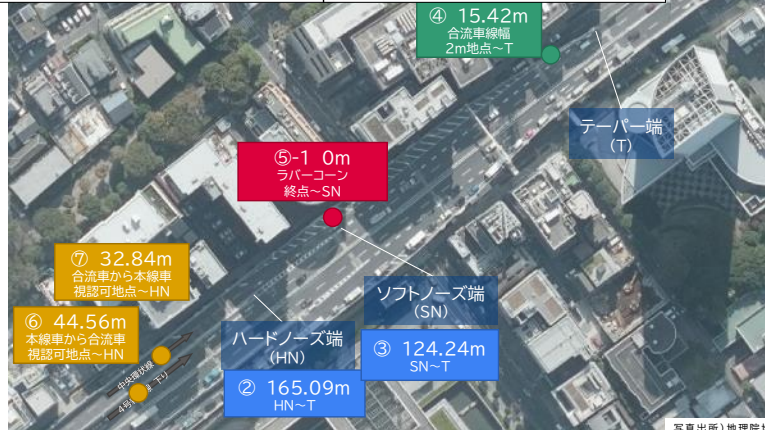 ④ 15.42m
合流車線幅
2m地点～T
テーパー端
(T)
⑤-1 0m
ラバーコーン
終点～SN
⑦ 32.84m
合流車から本線車
視認可地点～HN
ソフトノーズ端
(SN)
⑥ 44.56m
本線車から合流車
視認可地点～HN
ハードノーズ端
(HN)
③ 124.24m
SN～T
中央環状線
② 165.09m
HN～T
4号
下り
写真出所)地理院